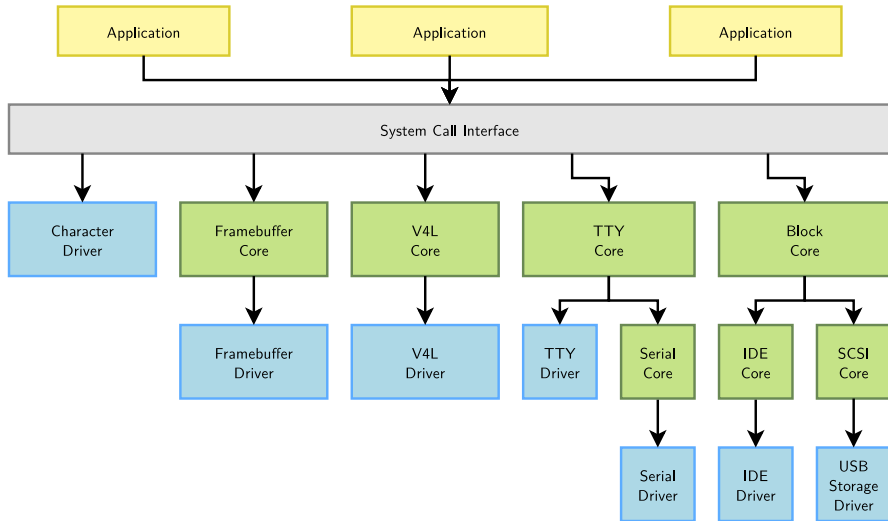 Application
Application
Application
System Call Interface
Character
Driver
Framebuffer
Core
V4L
Core
TTY
Core
Block
Core
Framebuffer
Driver
V4L
Driver
TTY
Driver
Serial
Core
IDE
Core
SCSI
Core
Serial
Driver
IDE
Driver
USB
Storage
Driver